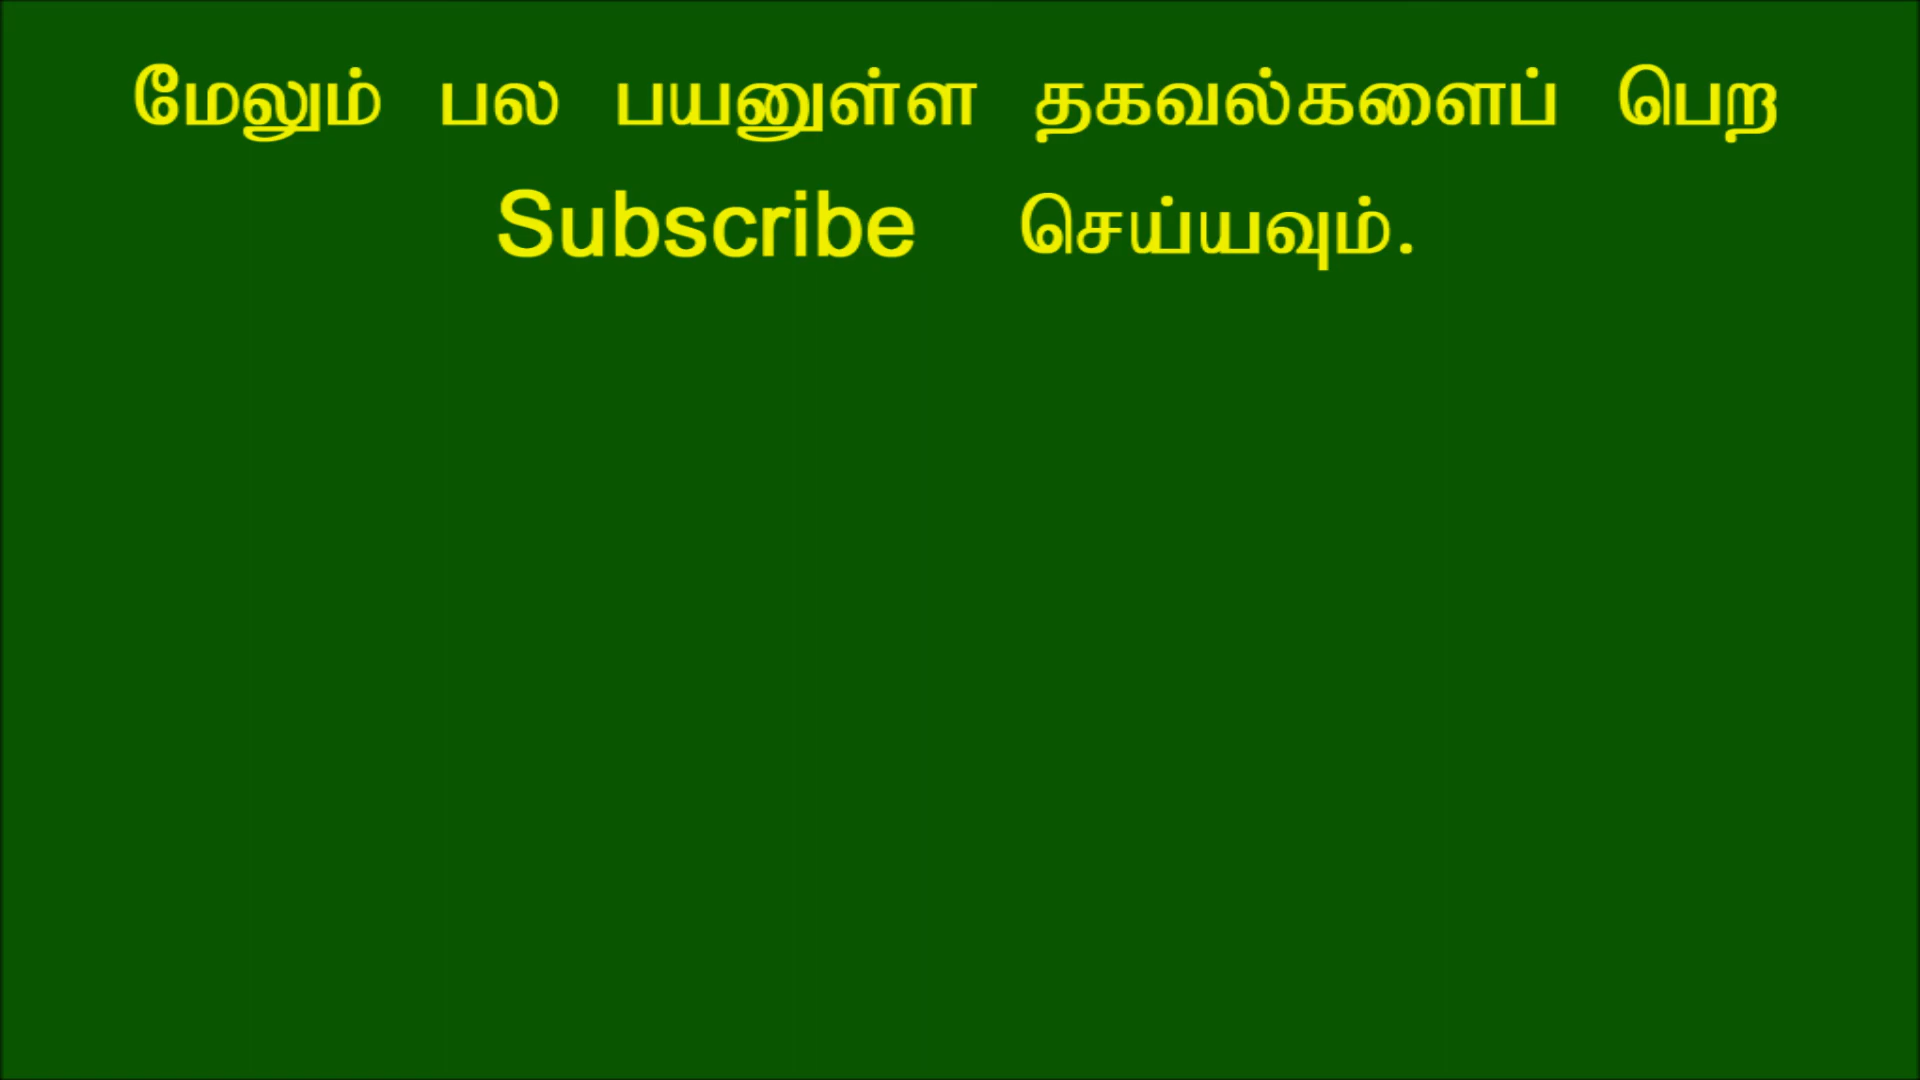 மேலும் பல பயனுள்ள தகவல்களைப் பெற
Subscribe செய்யவும்.